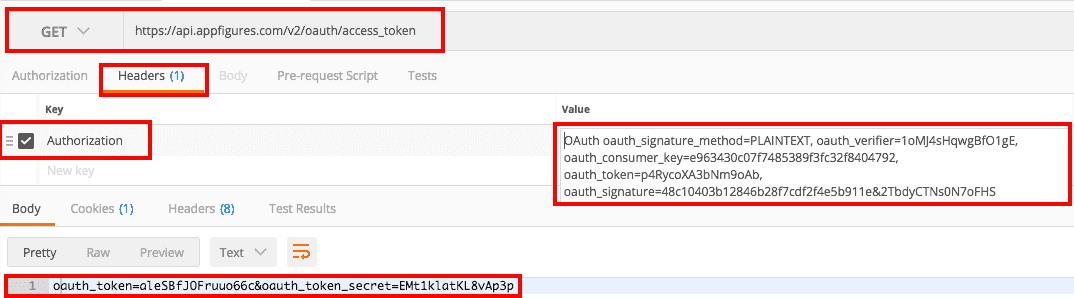 GET https://api.appfigures.com/v2/oauth/access_token
Authorization Headers (1) Body Pre-request Script Tests
Key Value
Authorization
OAuth oauth_signature_method=PLAINTEXT, oauth_verifier=1oMJ4sHqwgBfO1gE,
oauth_consumer_key=e963430c07f7485389f3fc32f8404792,
oauth_token=p4RycoXA3bNm9oAb,
oauth_signature=48c10403b12846b28f7cdf2f4e5b911e&2TbdyCTNs0N7oFHS
New key
Body Cookies (1) Headers (8) Test Results
Pretty Raw Preview Text
1 oauth_token=aleSBfJOFruuo66c&oauth_token_secret=EMt1klatKL8vAp3p